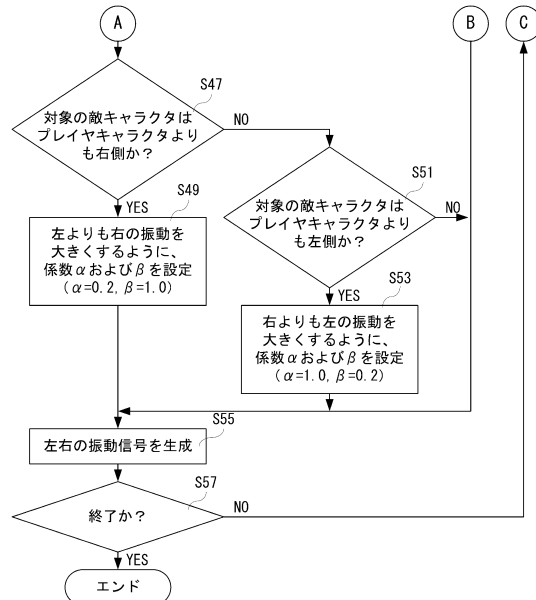 A
B
C
S47
対象の敵キャラクタは
プレイヤキャラクタより
も右側か？
NO
YES
S49
左よりも右の振動を
大きくするように、
係数αおよびβを設定
(α=0.2, β=1.0)
S51
対象の敵キャラクタは
プレイヤキャラクタより
も左側か？
NO
YES
S53
右よりも左の振動を
大きくするように、
係数αおよびβを設定
(α=1.0, β=0.2)
S55
左右の振動信号を生成
S57
終了か？
NO
YES
エンド